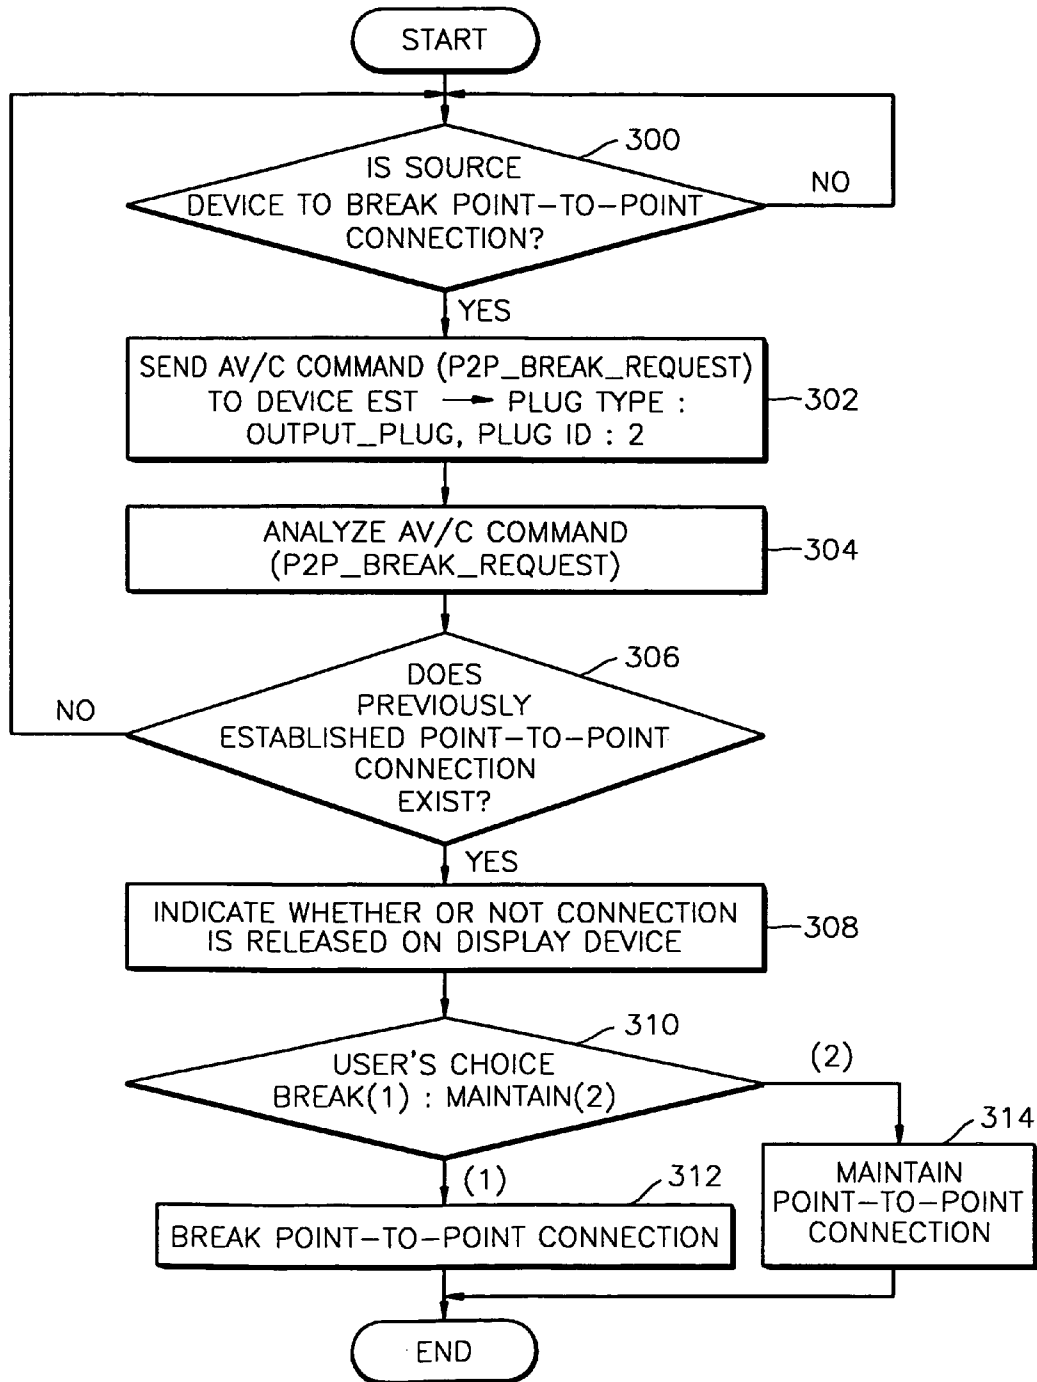 START
300
IS SOURCE
DEVICE TO BREAK POINT-TO-POINT
CONNECTION?
NO
YES
SEND AV/C COMMAND (P2P_BREAK_REQUEST)
TO DEVICE EST → PLUG TYPE :
OUTPUT_PLUG, PLUG ID : 2
302
ANALYZE AV/C COMMAND
(P2P_BREAK_REQUEST)
304
306
DOES
PREVIOUSLY
ESTABLISHED POINT-TO-POINT
CONNECTION
EXIST?
NO
YES
INDICATE WHETHER OR NOT CONNECTION
IS RELEASED ON DISPLAY DEVICE
308
310
USER'S CHOICE
BREAK(1) : MAINTAIN(2)
(2)
314
MAINTAIN
POINT-TO-POINT
CONNECTION
(1)
312
BREAK POINT-TO-POINT CONNECTION
END